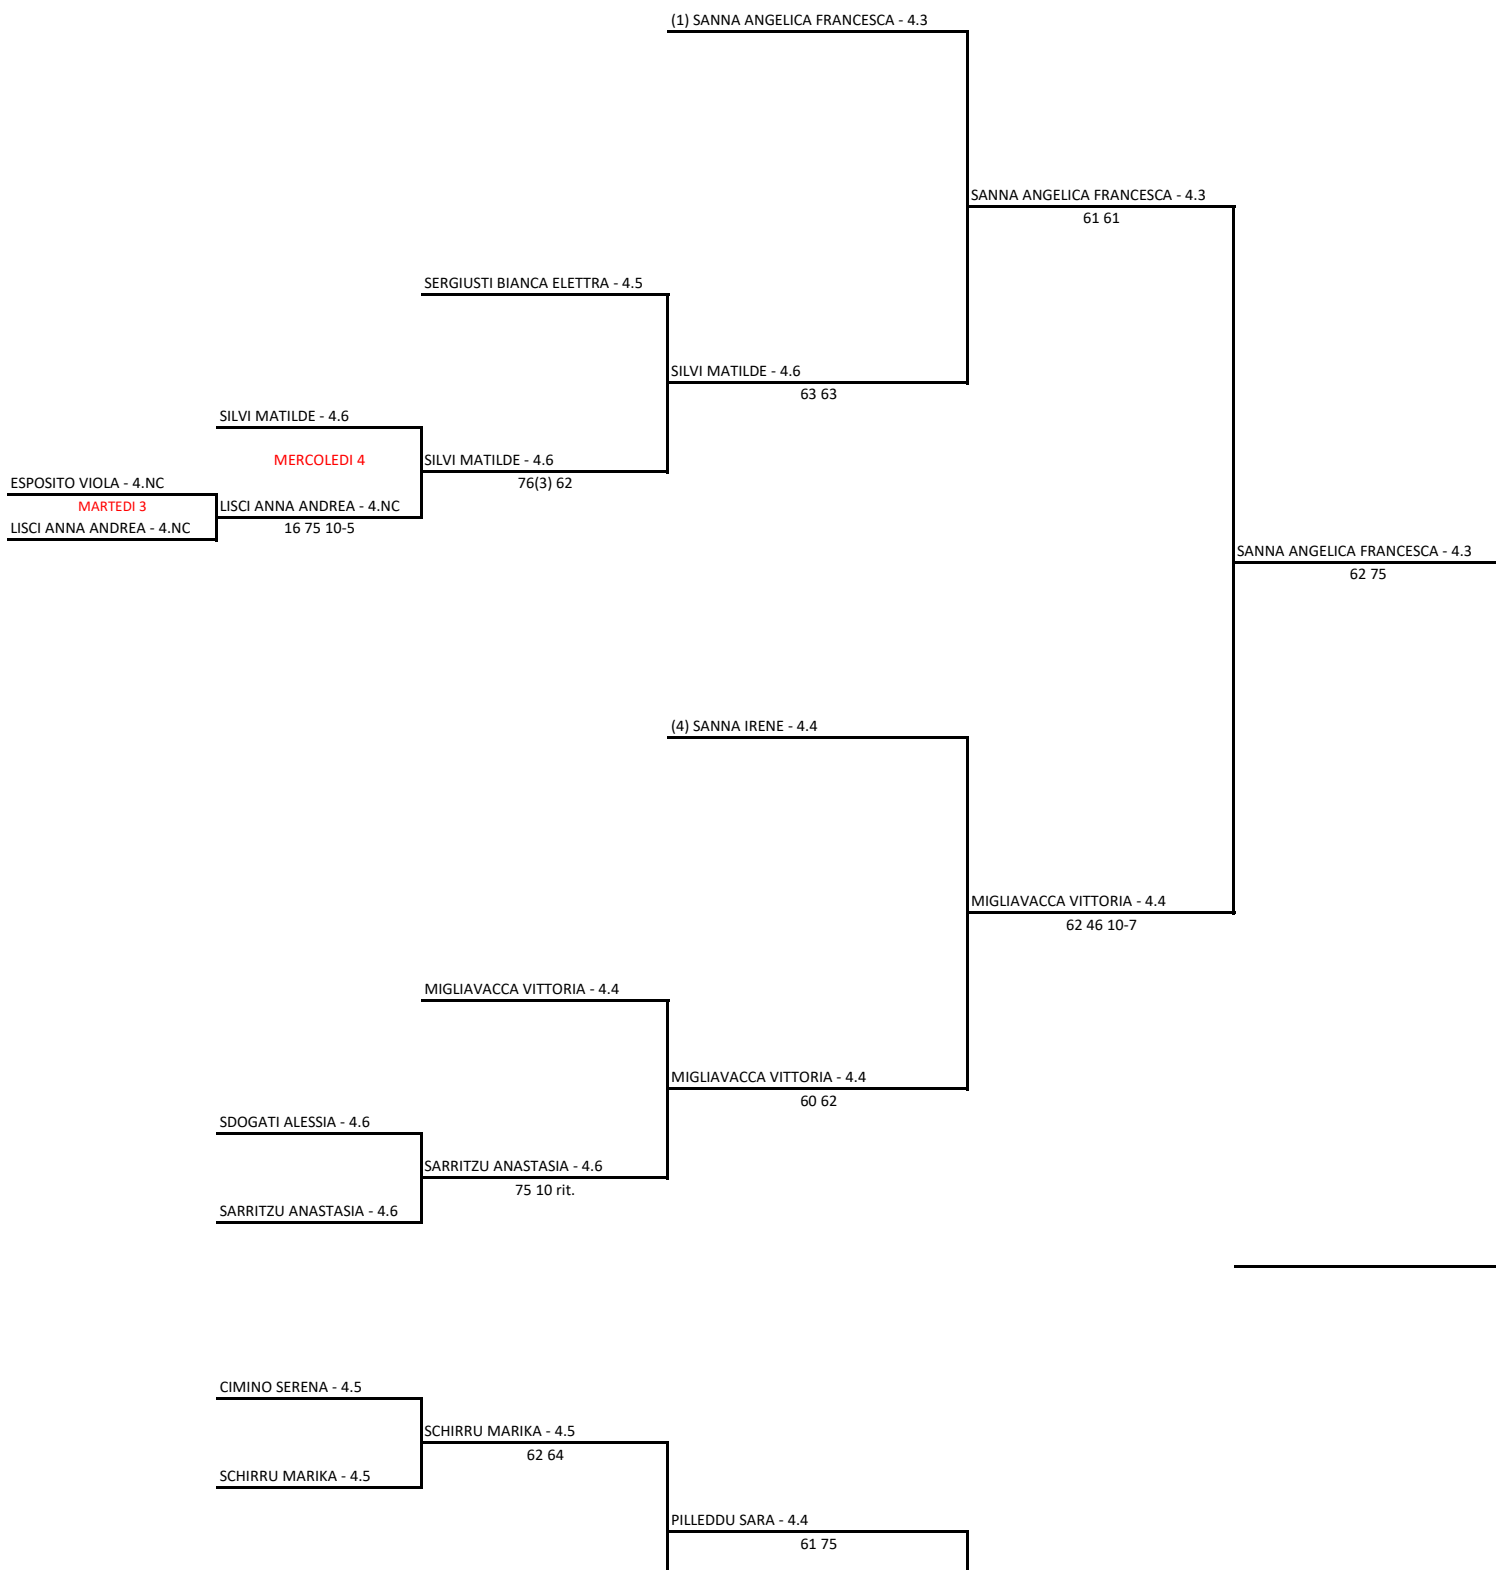 (1) SANNA ANGELICA FRANCESCA - 4.3
SANNA ANGELICA FRANCESCA - 4.3
61 61
SERGIUSTI BIANCA ELETTRA - 4.5
SILVI MATILDE - 4.6
63 63
SILVI MATILDE - 4.6
MERCOLEDI 4
SILVI MATILDE - 4.6
76(3) 62
ESPOSITO VIOLA - 4.NC
MARTEDI 3
LISCI ANNA ANDREA - 4.NC
LISCI ANNA ANDREA - 4.NC
16 75 10-5
SANNA ANGELICA FRANCESCA - 4.3
62 75
(4) SANNA IRENE - 4.4
MIGLIAVACCA VITTORIA - 4.4
62 46 10-7
MIGLIAVACCA VITTORIA - 4.4
MIGLIAVACCA VITTORIA - 4.4
60 62
SDOGATI ALESSIA - 4.6
SARRITZU ANASTASIA - 4.6
75 10 rit.
SARRITZU ANASTASIA - 4.6
CIMINO SERENA - 4.5
SCHIRRU MARIKA - 4.5
62 64
SCHIRRU MARIKA - 4.5
PILLEDDU SARA - 4.4
61 75